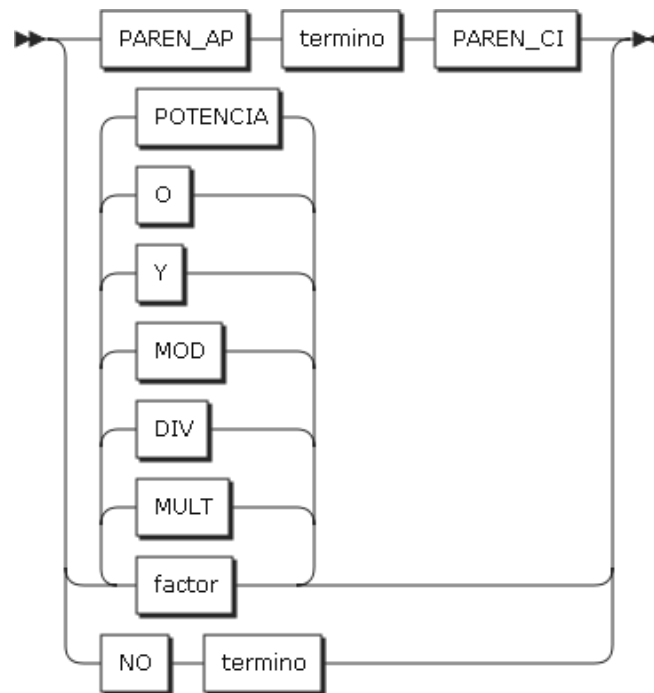 PAREN_AP termino PAREN_CI
POTENCIA
O
Y
MOD
DIV
MULT
factor
NO termino